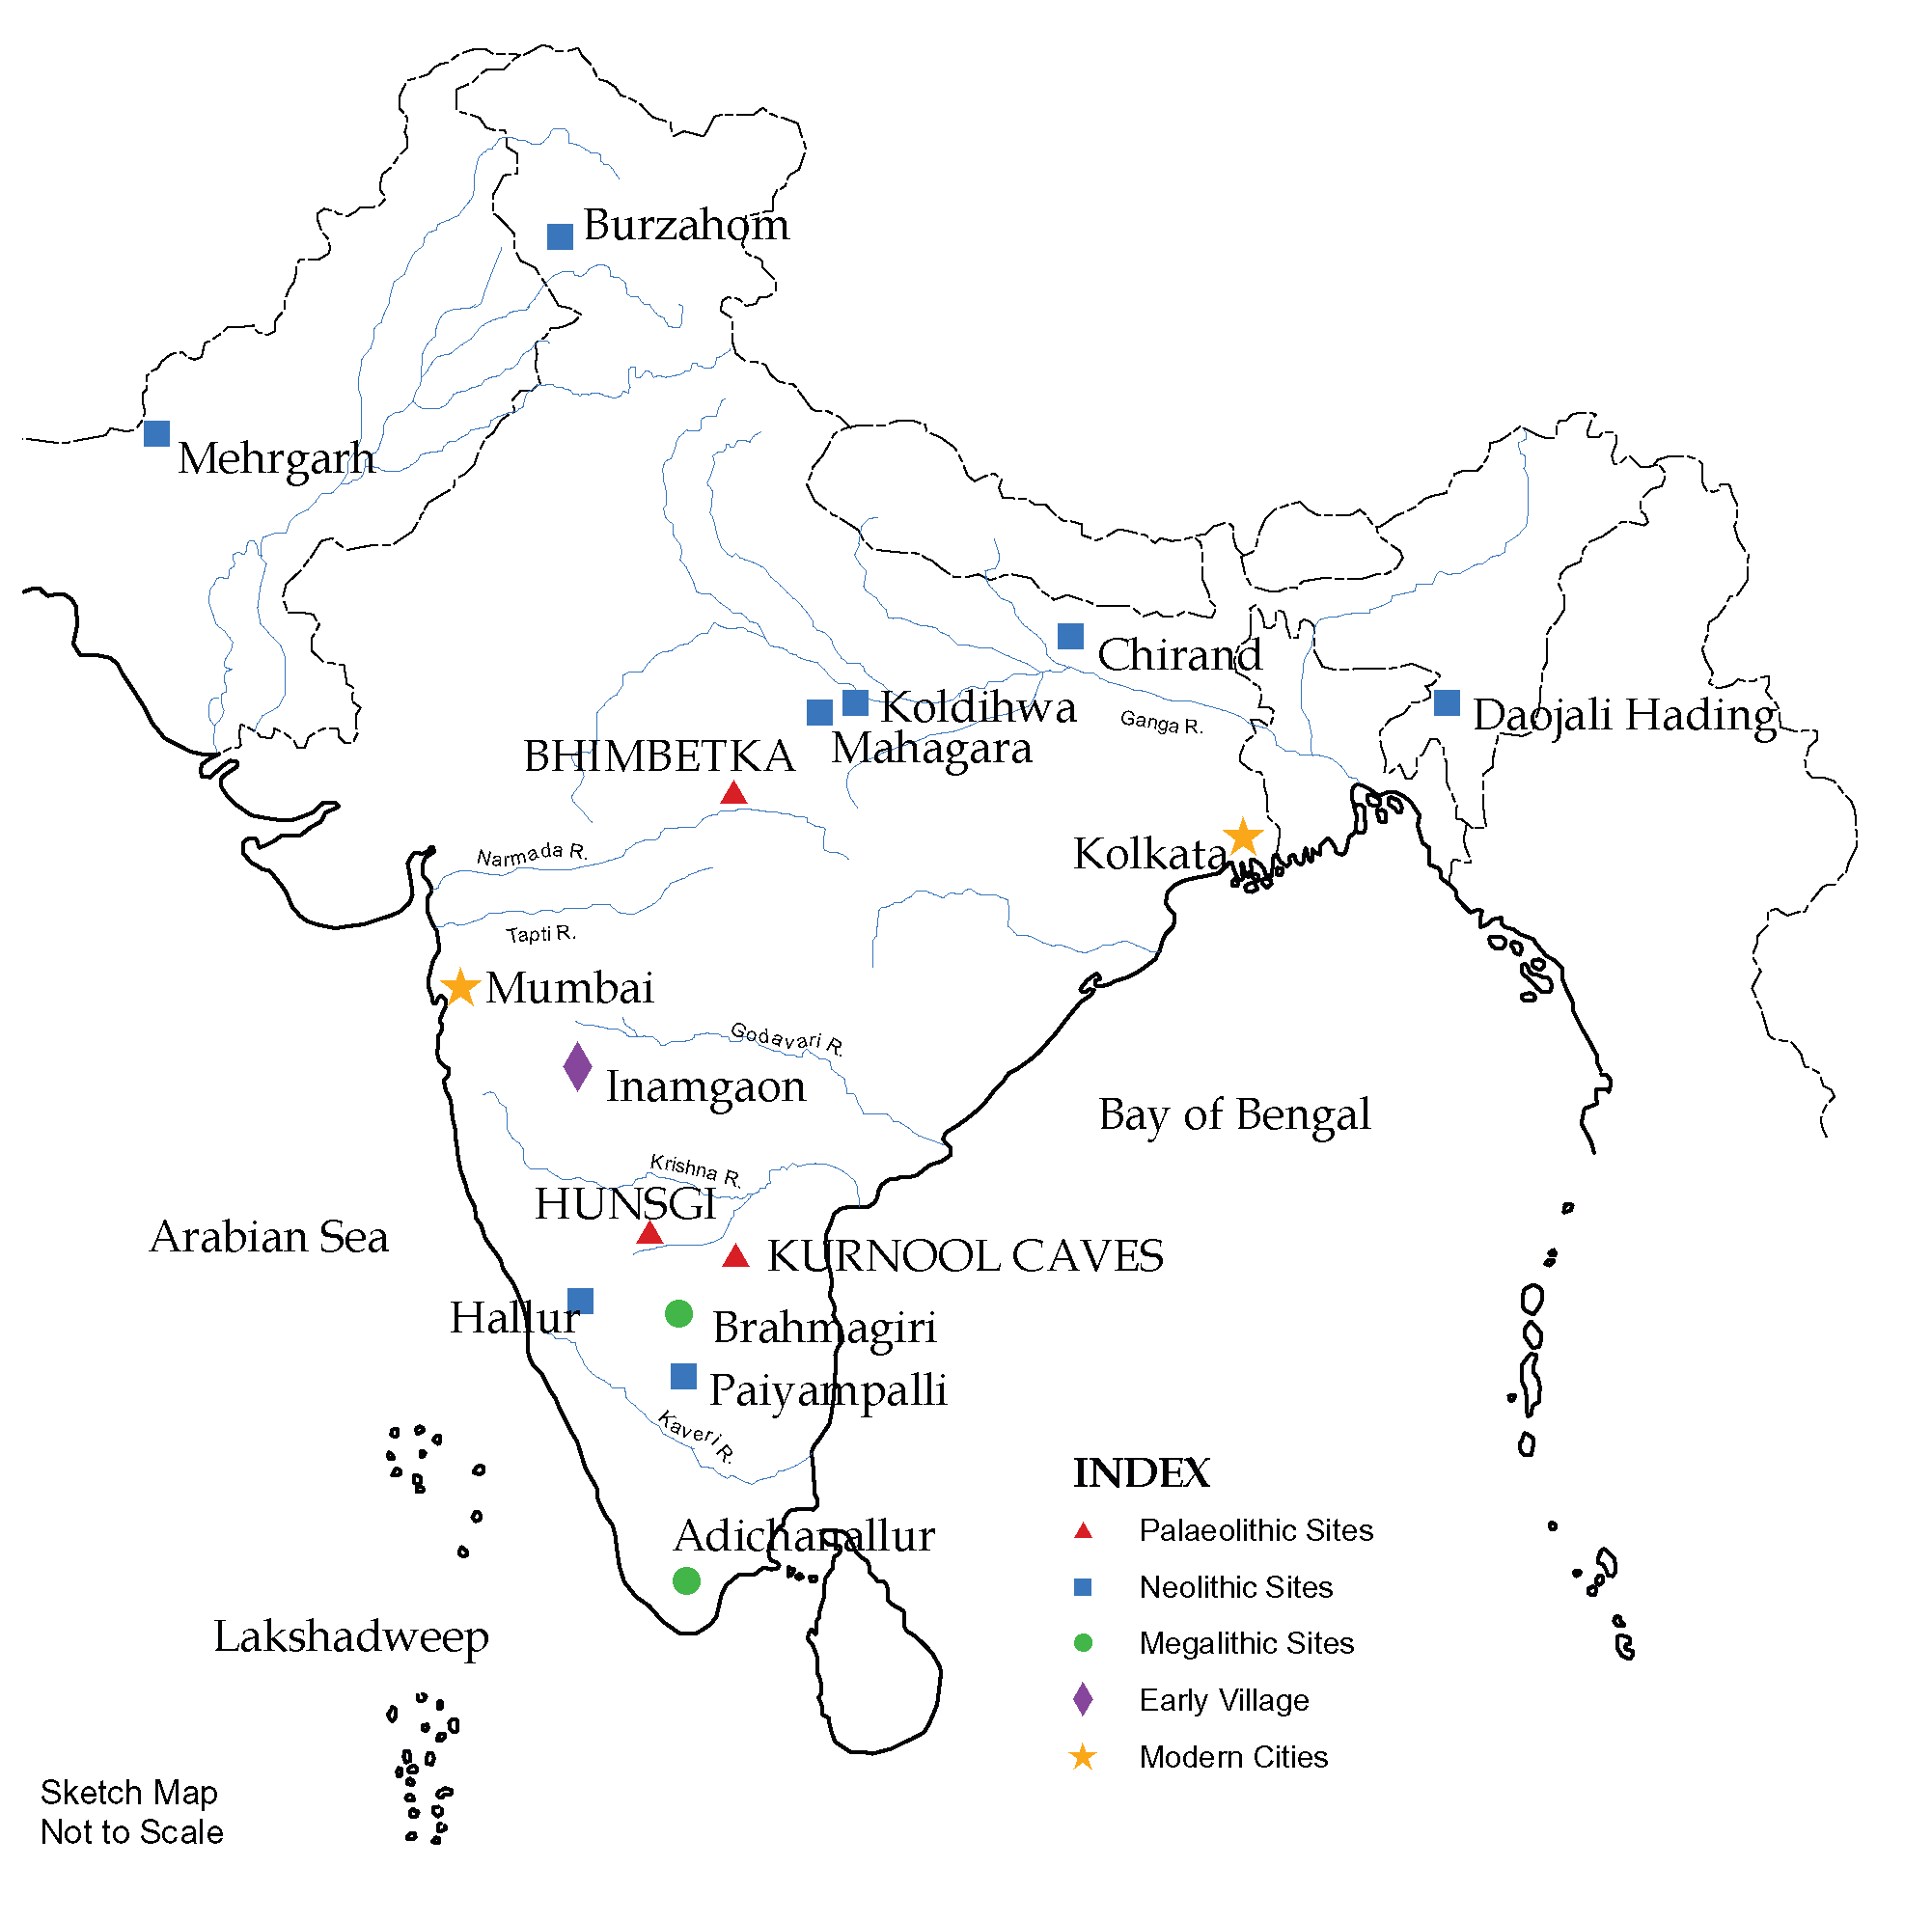 Burzahom
Mehrgarh
Chirand
Koldihwa
Daojali Hading
Ganga R.
Mahagara
BHIMBETKA
Kolkata
Narmada R.
Tapti R.
Mumbai
Godavari R.
Inamgaon
Bay of Bengal
Krishna R.
HUNSGI
Arabian Sea
KURNOOL CAVES
Hallur
Brahmagiri
Paiyampalli
Kaveri R.
INDEX
Palaeolithic Sites
Adichanallur
Neolithic Sites
Lakshadweep
Megalithic Sites
Early Village
Modern Cities
Sketch Map
Not to Scale